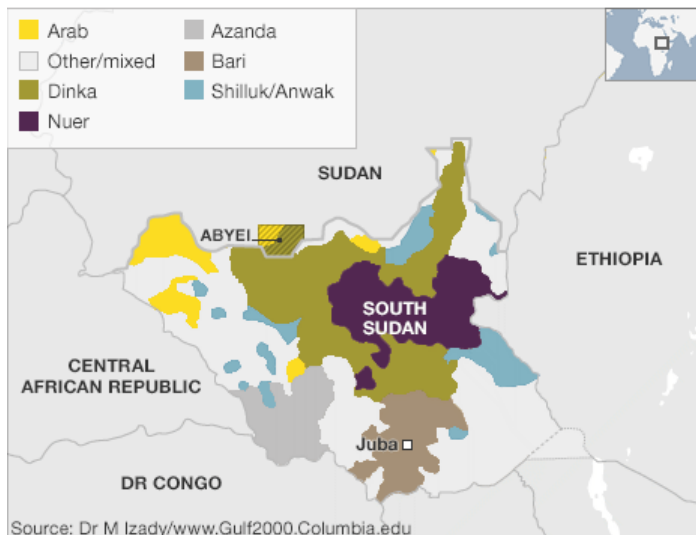 Arab
Other/mixed
Dinka
Nuer
Azanda
Bari
Shilluk/Anwak
SUDAN
ABYEI
ETHIOPIA
SOUTH
SUDAN
CENTRAL
AFRICAN REPUBLIC
Juba
DR CONGO
Source: Dr M Izady/www.Gulf2000.Columbia.edu